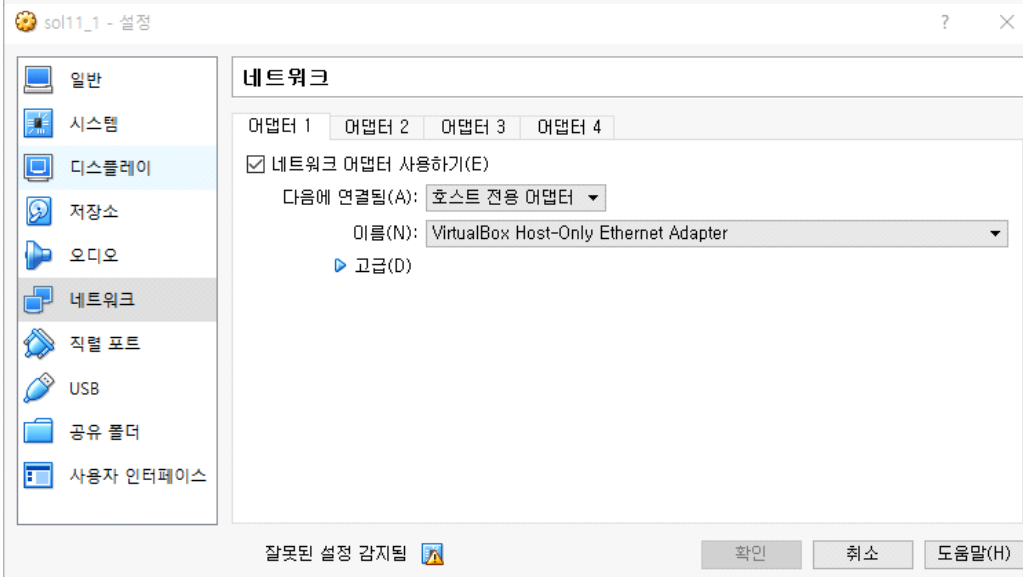 sol11_1 - 설정
?
일반
시스템
디스플레이
저장소
오디오
네트워크
직렬 포트
USB
공유 폴더
사용자 인터페이스
네트워크
어댑터 1 어댑터 2 어댑터 3 어댑터 4
네트워크 어댑터 사용하기(E)
다음에 연결됨(A): 호스트 전용 어댑터
이름(N): VirtualBox Host-Only Ethernet Adapter
고급(D)
잘못된 설정 감지됨
확인 취소 도움말(H)